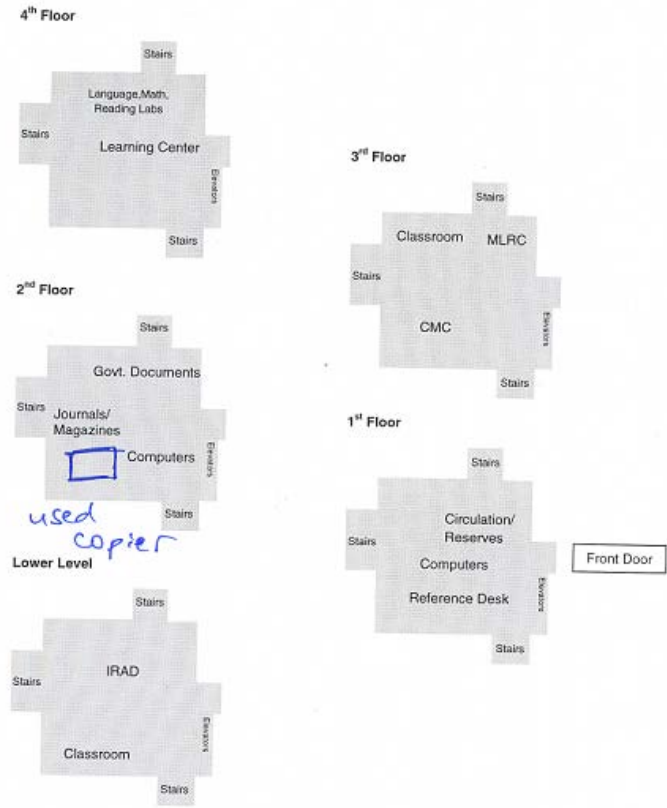 4th Floor
Stairs
Language,Math,
Reading Labs
Stairs
Learning Center
Elevators
Stairs
3rd Floor
Stairs
Classroom MLRC
Stairs
CMC
Elevators
Stairs
2nd Floor
Stairs
Govt. Documents
Stairs
Journals/
Magazines
Computers
Elevators
Stairs
used
copier
1st Floor
Stairs
Circulation/
Reserves
Stairs
Computers
Reference Desk
Elevators
Front Door
Stairs
Lower Level
Stairs
IRAD
Stairs
Elevators
Classroom
Stairs